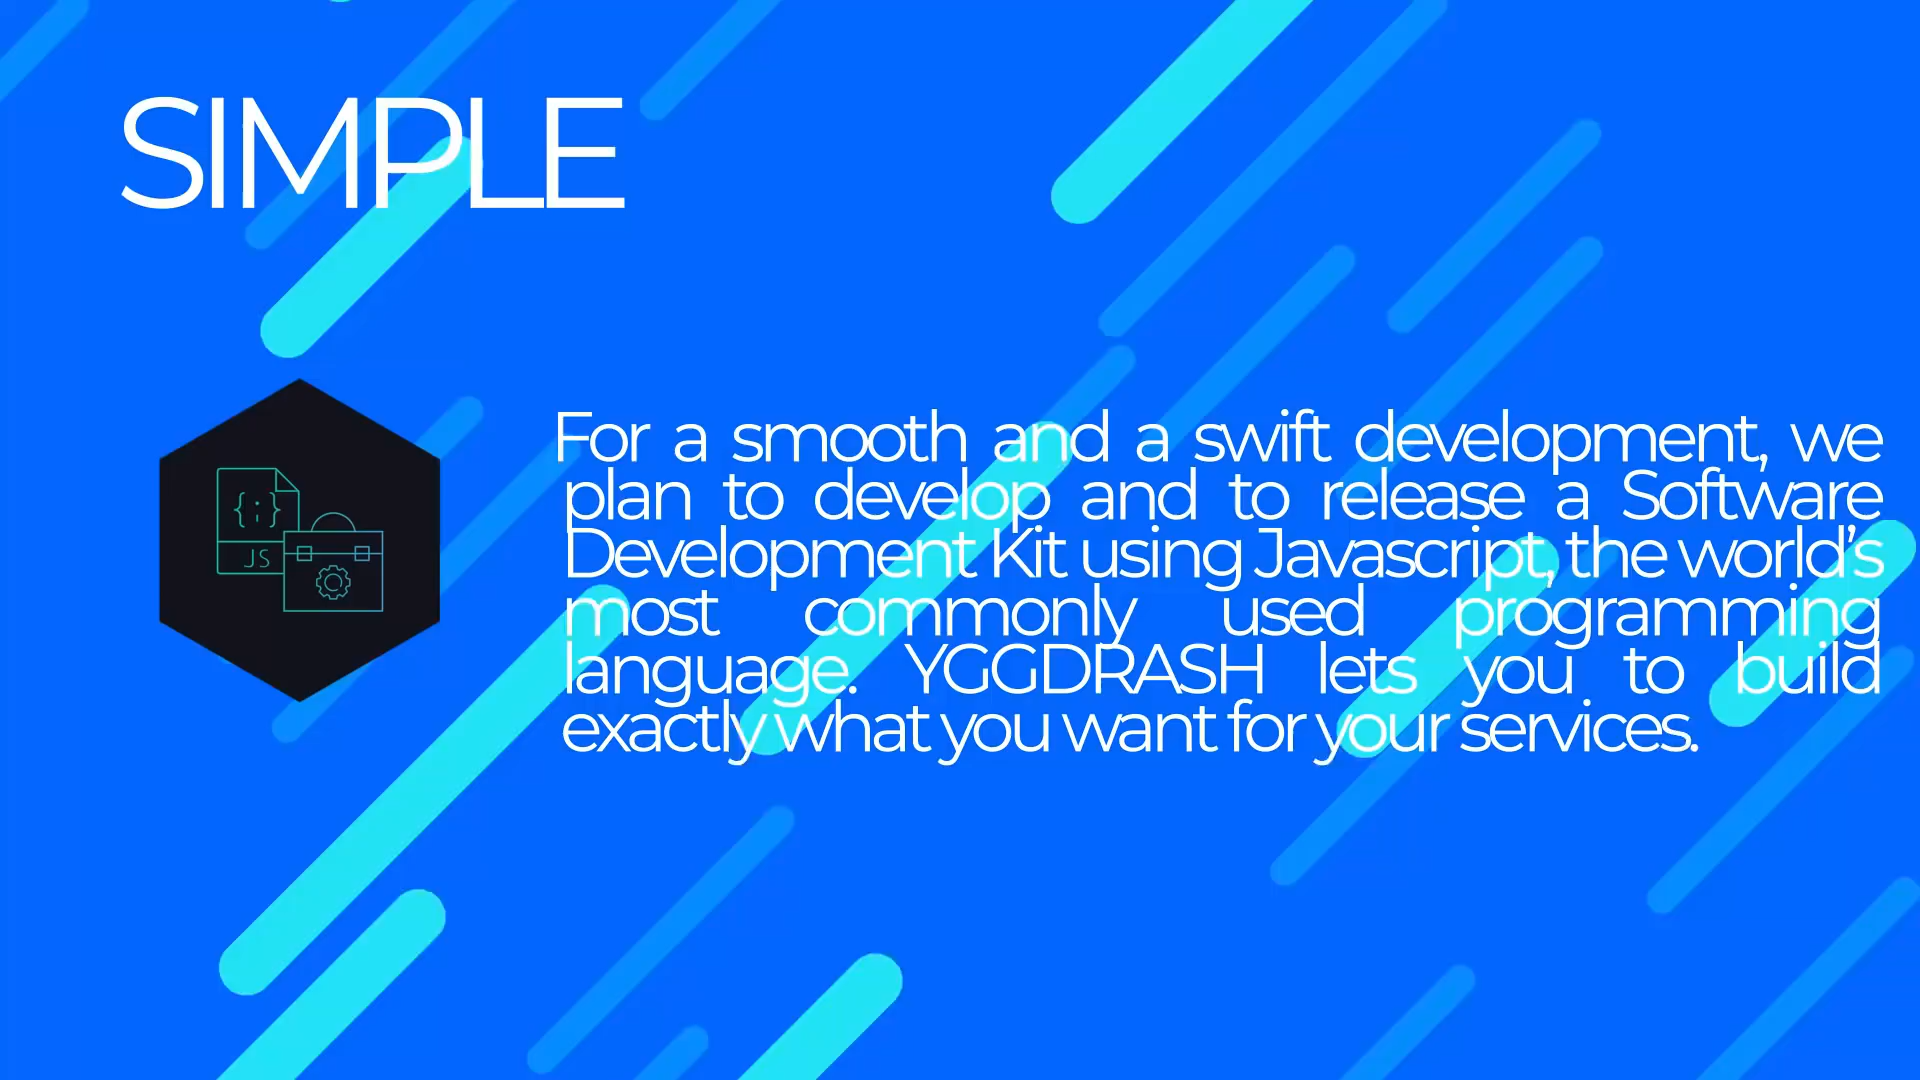 SIMPLE
{;}
JS
For a smooth and a swift development, we
plan to develop and to release a Software
Development Kit using Javascript, the world’s
most commonly used programming
language. YGGDRASH lets you to build
exactly what you want for your services.